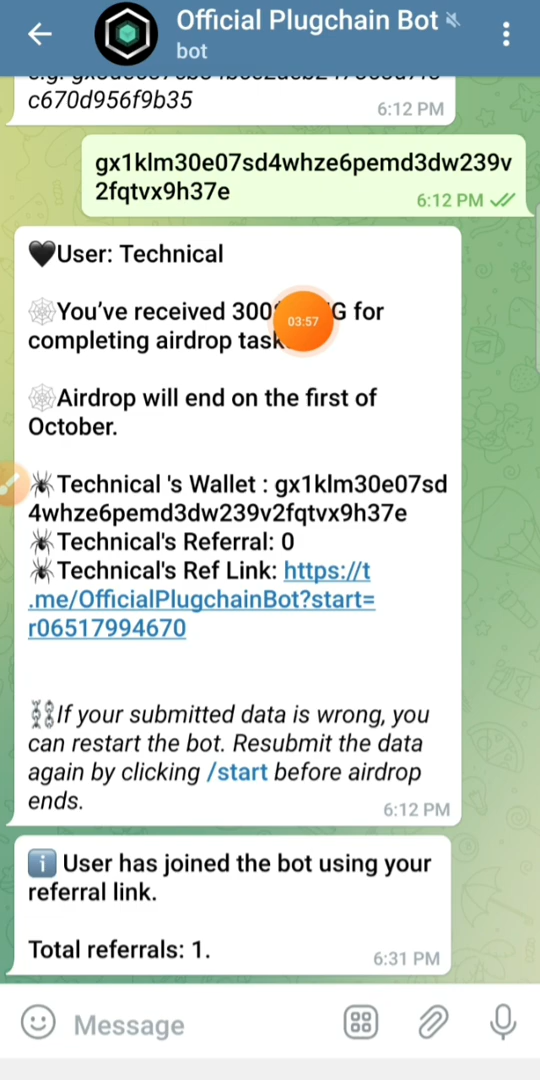 Official Plugchain Bot
bot
c670d956f9b35
6:12 PM
gx1klm30e07sd4whze6pemd3dw239v
2fqtvx9h37e
6:12 PM
🖤User: Technical
🕸You've received 300 G for
completing airdrop task
03:57
🕸Airdrop will end on the first of
October.
🕷Technical 's Wallet : gx1klm30e07sd
4whze6pemd3dw239v2fqtvx9h37e
🕷Technical's Referral: 0
🕷Technical's Ref Link: https://t
.me/OfficialPlugchainBot?start=
r06517994670
⛓If your submitted data is wrong, you
can restart the bot. Resubmit the data
again by clicking /start before airdrop
ends.
6:12 PM
ℹ️ User has joined the bot using your
referral link.
Total referrals: 1.
6:31 PM
Message